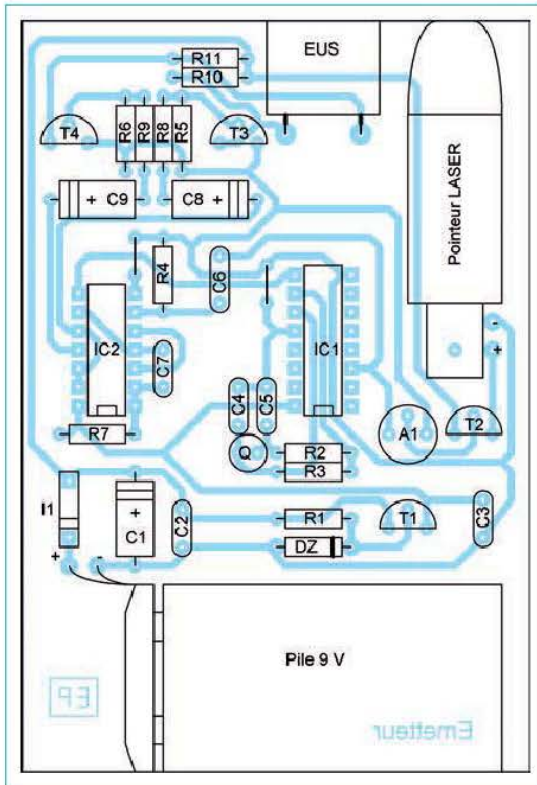 R11
EUS
R10
T4
R6
R9
R8
R5
T3
Pointeur LASER
+ C9
C8 +
R4
C6
IC2
IC1
C7
-
+
C4
C5
A1
T2
R7
Q
R2
R3
I1
+
C1
C2
R1
T1
C3
DZ
+ -
Pile 9 V
EP
Emetteur